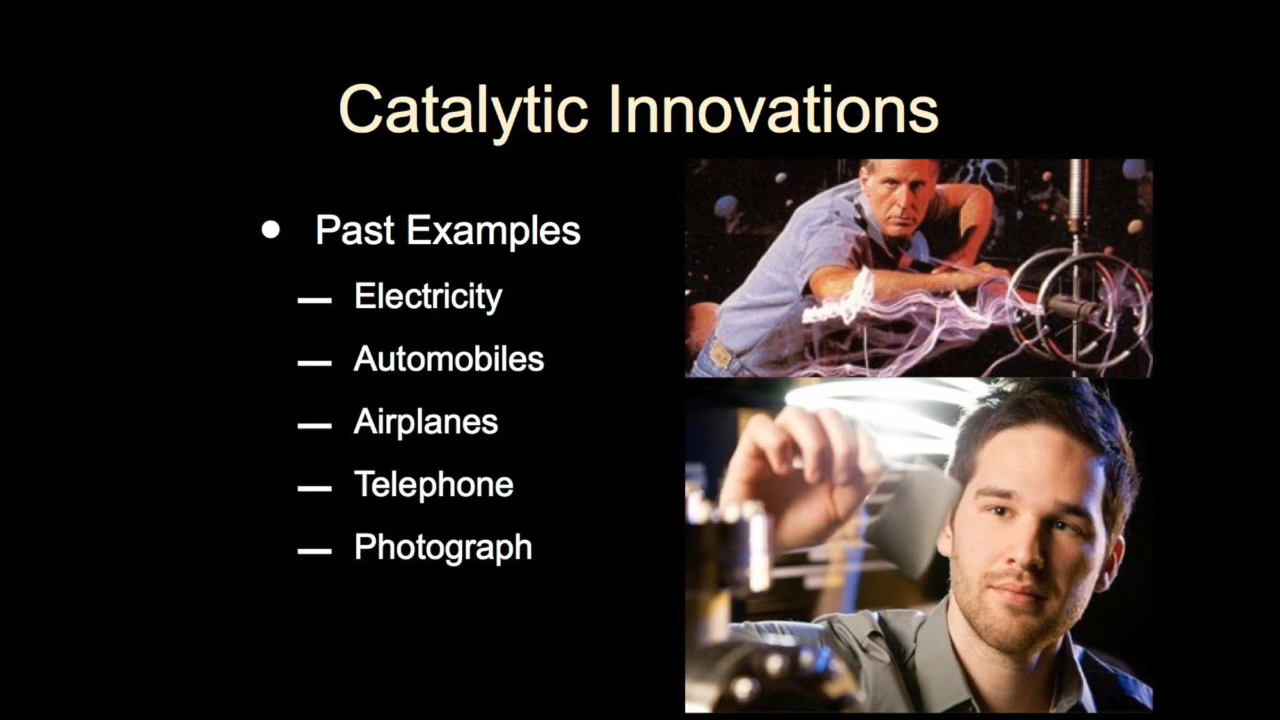 Catalytic Innovations
• Past Examples
— Electricity
— Automobiles
— Airplanes
— Telephone
— Photograph